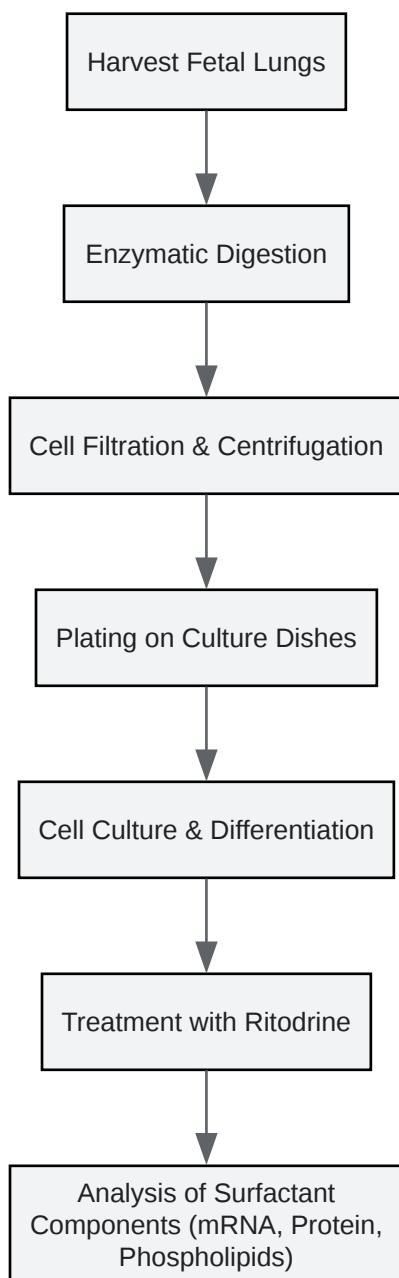 Harvest Fetal Lungs
Enzymatic Digestion
Cell Filtration & Centrifugation
Plating on Culture Dishes
Cell Culture & Differentiation
Treatment with Ritodrine
Analysis of Surfactant
Components (mRNA, Protein,
Phospholipids)